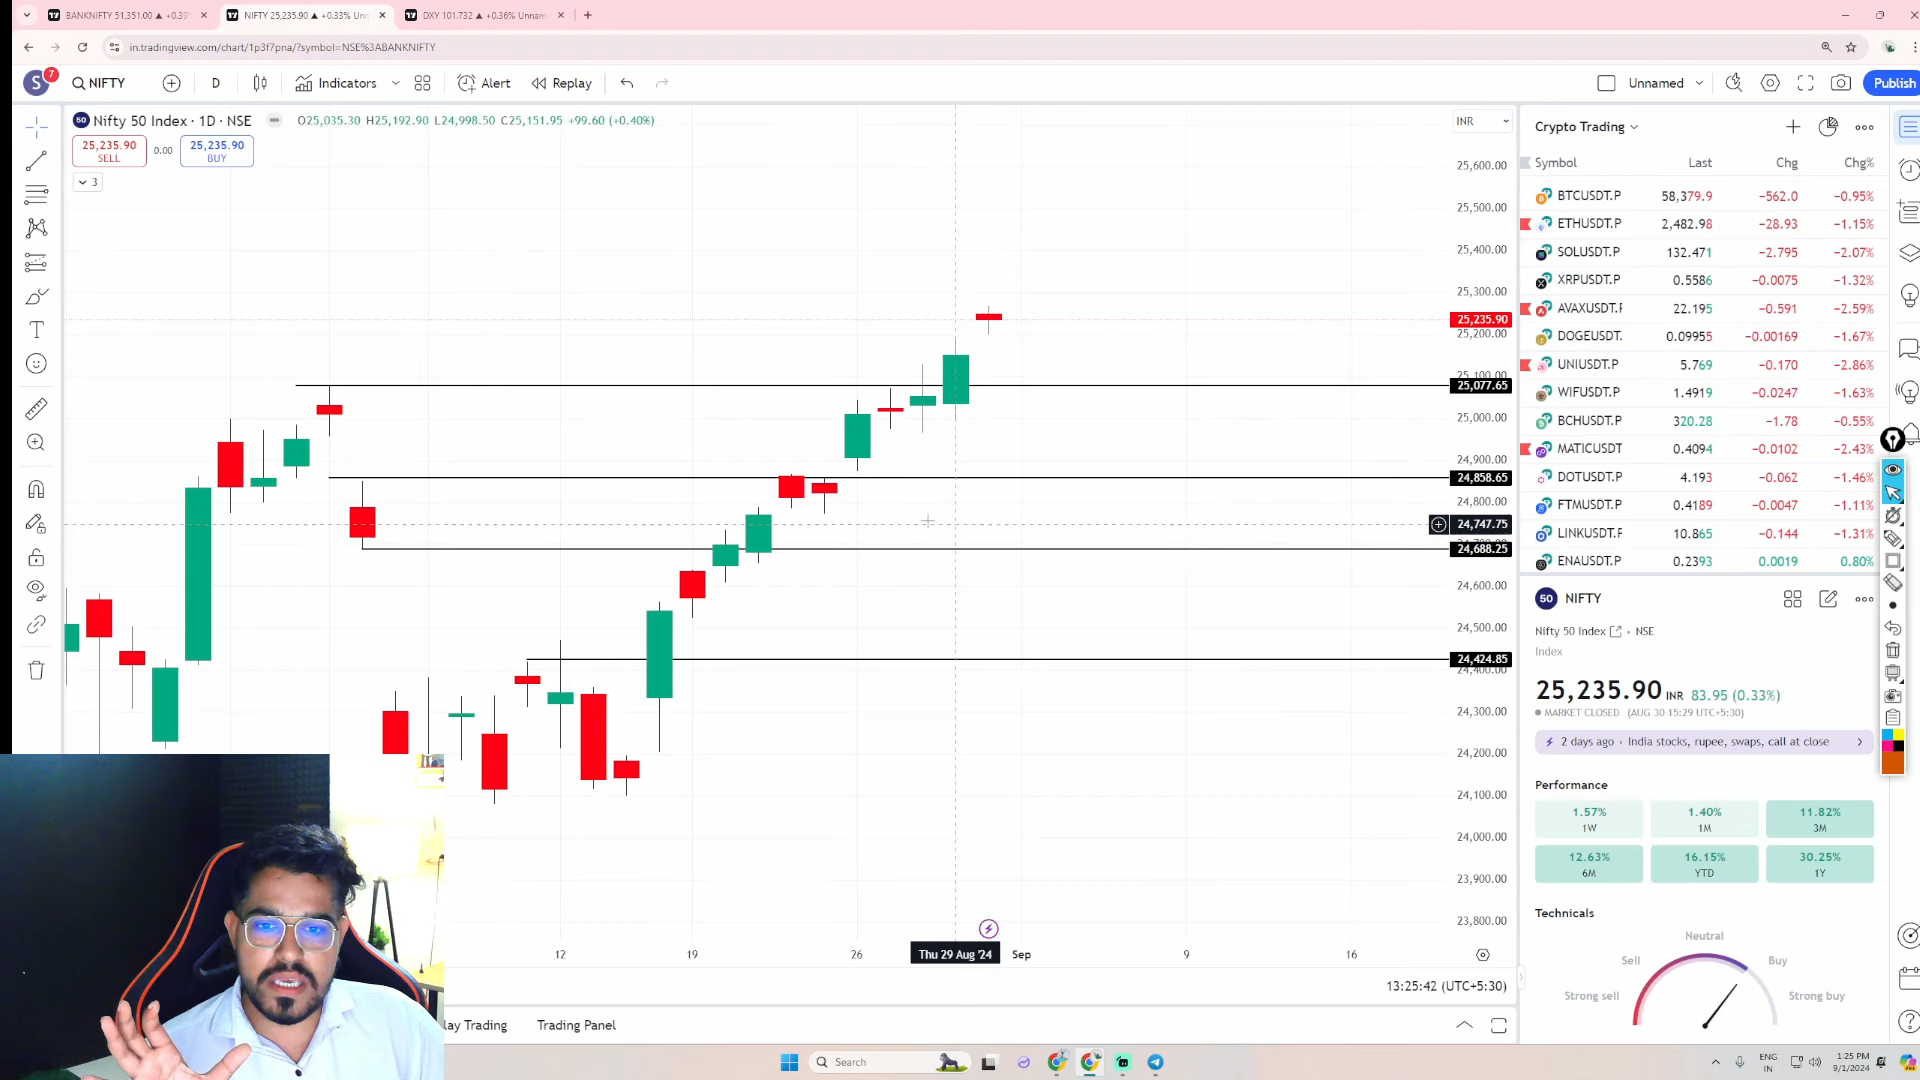 BANKNIFTY 51,351.00 ▲ +0.39
NIFTY 25,235.90 ▲ +0.33% Unn
DXY 101.732 ▲ +0.36% Unnam
in.tradingview.com/chart/1p3f7pna/?symbol=NSE%3ABANKNIFTY
S 7 NIFTY D Indicators Alert Replay Unnamed Publish
50 Nifty 50 Index · 1D · NSE O25,035.30 H25,192.90 L24,998.50 C25,151.95 +99.60 (+0.40%)
INR
25,235.90 SELL
0.00
25,235.90 BUY
3
25,600.00
25,500.00
25,400.00
25,300.00
25,235.90
25,200.00
25,100.00
25,077.65
25,000.00
24,900.00
24,858.65
24,800.00
24,747.75
24,688.25
24,600.00
24,500.00
24,424.85
24,400.00
24,300.00
24,200.00
24,100.00
24,000.00
23,900.00
23,800.00
12 19 26 Thu 29 Aug '24 Sep 9 16
13:25:42 (UTC+5:30)
lay Trading Trading Panel
Crypto Trading
Symbol Last Chg Chg%
BTCUSDT.P 58,379.9 −562.0 −0.95%
ETHUSDT.P 2,482.98 −28.93 −1.15%
SOLUSDT.P 132.471 −2.795 −2.07%
XRPUSDT.P 0.5586 −0.0075 −1.32%
AVAXUSDT.F 22.195 −0.591 −2.59%
DOGEUSDT. 0.09955 −0.00169 −1.67%
UNIUSDT.P 5.769 −0.170 −2.86%
WIFUSDT.P 1.4919 −0.0247 −1.63%
BCHUSDT.P 320.28 −1.78 −0.55%
MATICUSDT 0.4094 −0.0102 −2.43%
DOTUSDT.P 4.193 −0.062 −1.46%
FTMUSDT.P 0.4189 −0.0047 −1.11%
LINKUSDT.F 10.865 −0.144 −1.31%
ENAUSDT.P 0.2393 0.0019 0.80%
50 NIFTY
Nifty 50 Index • NSE
Index
25,235.90 INR 83.95 (0.33%)
MARKET CLOSED (AUG 30 15:29 UTC+5:30)
2 days ago · India stocks, rupee, swaps, call at close
Performance
1.57% 1.40% 11.82%
1W 1M 3M
12.63% 16.15% 30.25%
6M YTD 1Y
Technicals
Neutral
Sell Buy
Strong sell Strong buy
Search
ENG IN
1:25 PM
9/1/2024